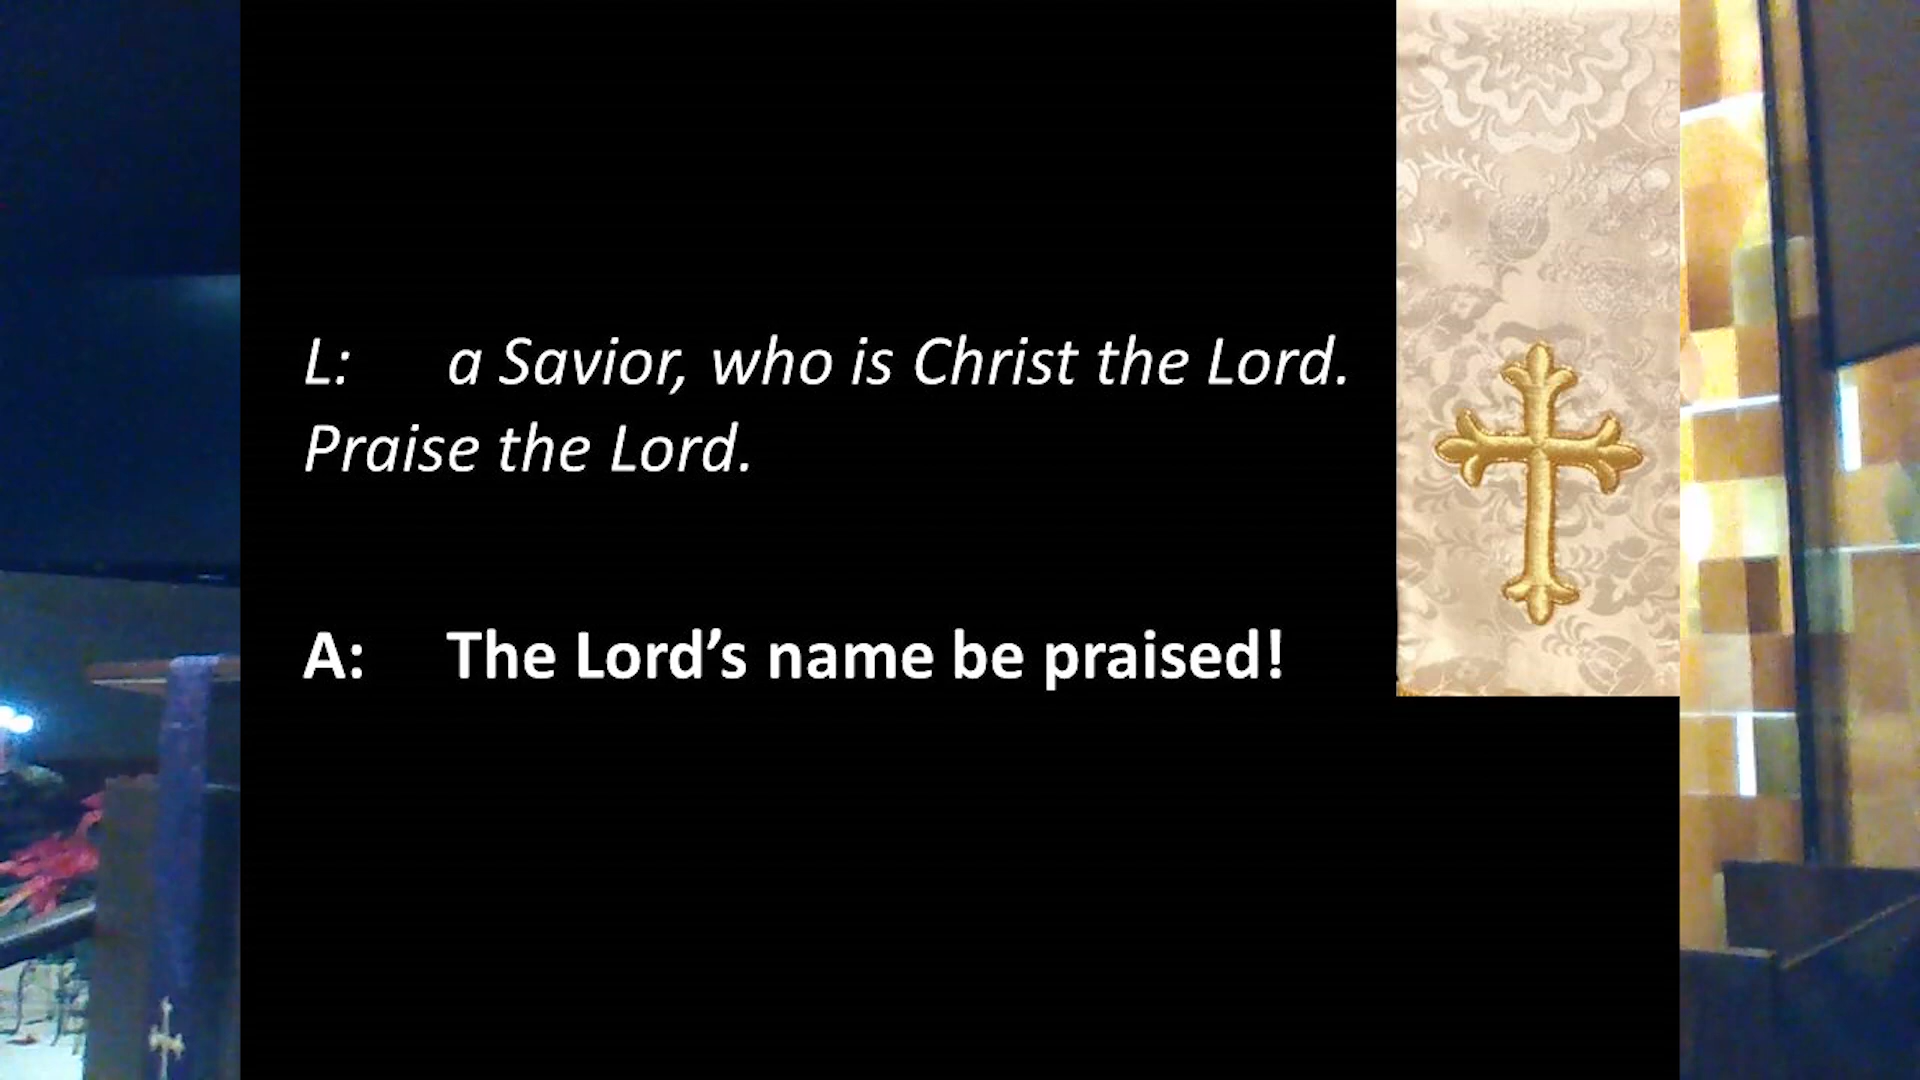 L: a Savior, who is Christ the Lord.
Praise the Lord.
A: The Lord’s name be praised!